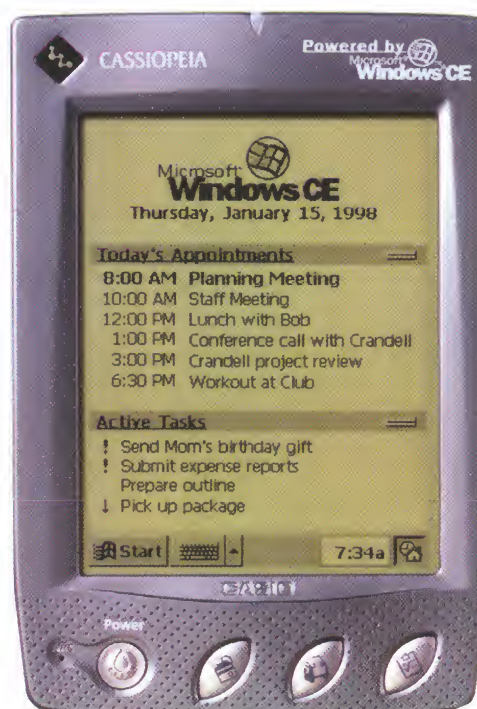 CASSIOPEIA
Powered by
Microsoft®
Windows CE
Microsoft
Windows CE
Thursday, January 15, 1998
Today's Appointments
8:00 AM Planning Meeting
10:00 AM Staff Meeting
12:00 PM Lunch with Bob
1:00 PM Conference call with Crandell
3:00 PM Crandell project review
6:30 PM Workout at Club
Active Tasks
! Send Mom's birthday gift
! Submit expense reports
Prepare outline
↓ Pick up package
Start
7:34a
CASIO
Power